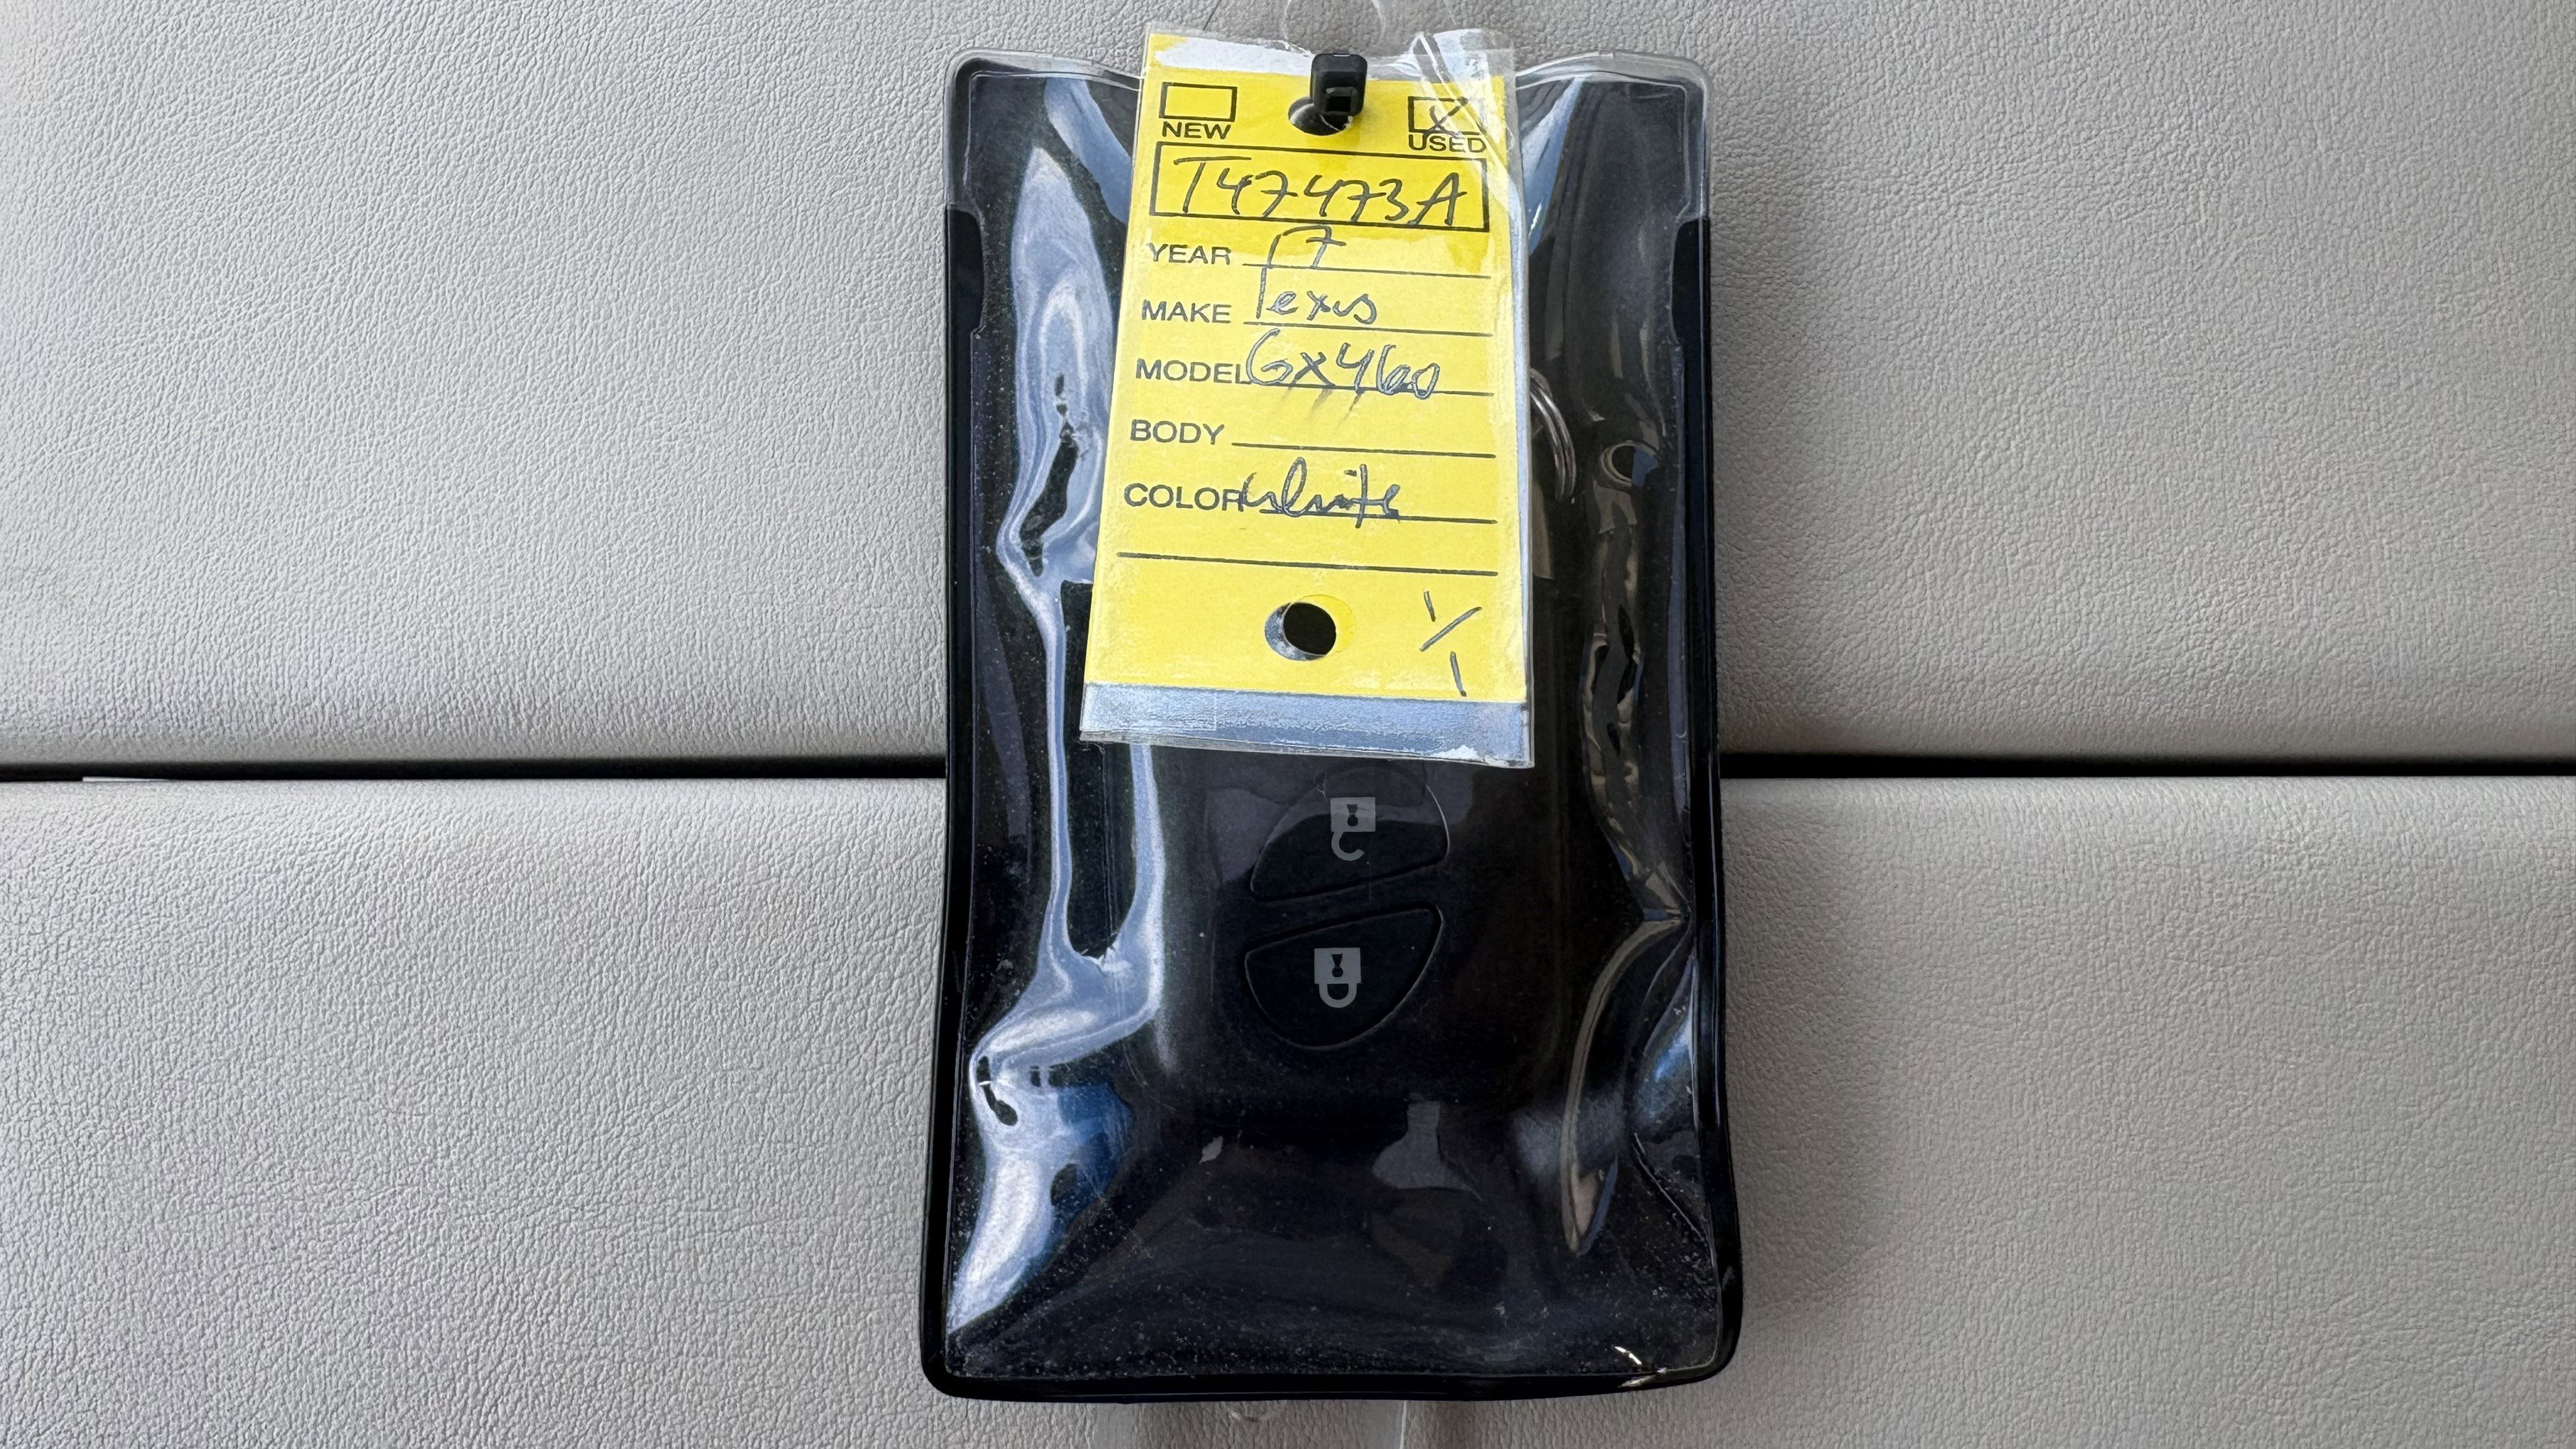 NEW USED
T47473A
YEAR 17
MAKE lexus
MODEL GX460
BODY
COLOR white
1/1